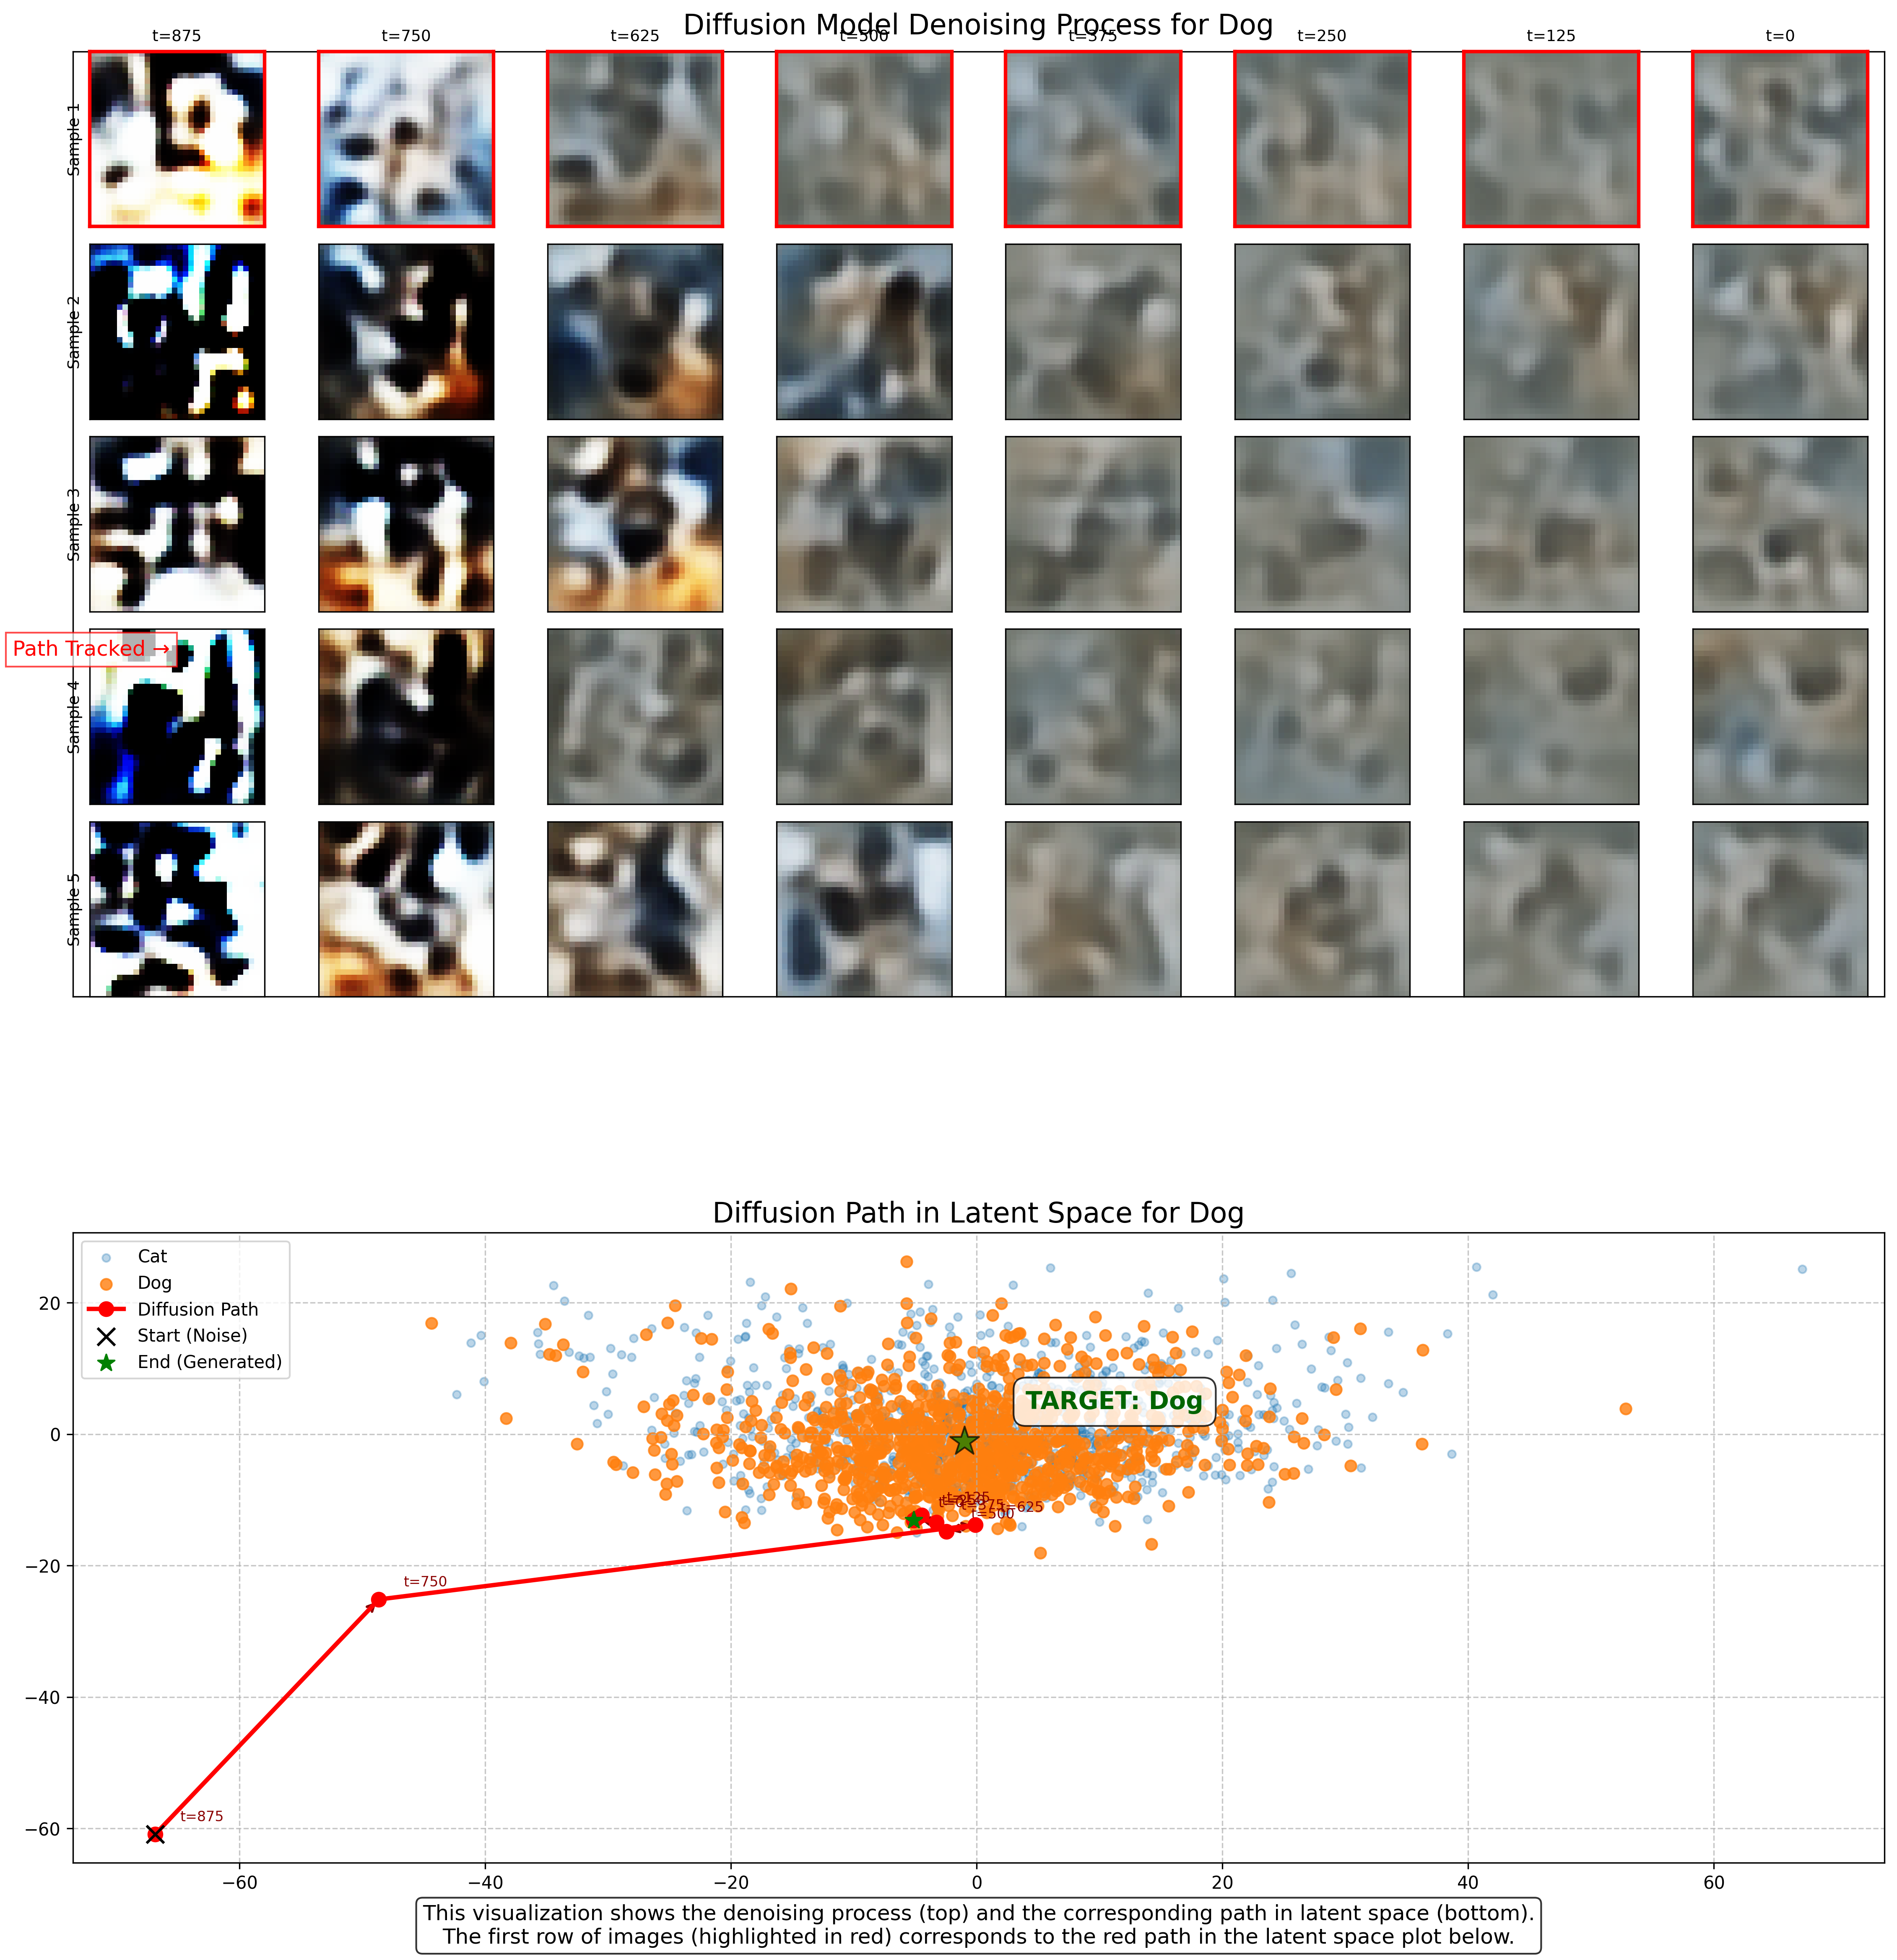 Diffusion Model Denoising Process for Dog
t=875
t=750
t=625
t=500
t=375
t=250
t=125
t=0
Sample 1
Sample 2
Sample 3
Path Tracked →
Sample 4
Sample 5
Diffusion Path in Latent Space for Dog
Cat
Dog
Diffusion Path
Start (Noise)
End (Generated)
TARGET: Dog
t=125
t=375
t=625
t=500
t=750
t=875
20
0
−20
−40
−60
−60
−40
−20
0
20
40
60
This visualization shows the denoising process (top) and the corresponding path in latent space (bottom).
The first row of images (highlighted in red) corresponds to the red path in the latent space plot below.